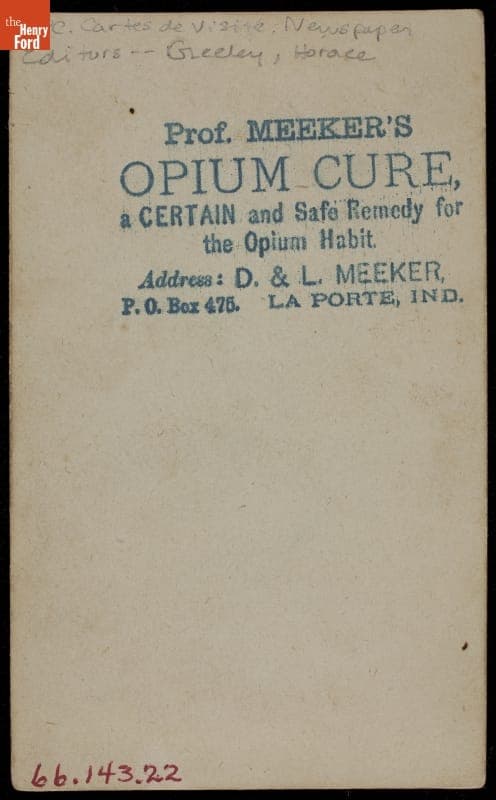 the
Henry
Ford
C. Cartes de Visité. Newspaper
Editors -- Greeley, Horace
Prof. MEEKER'S
OPIUM CURE,
a CERTAIN and Safe Remedy for
the Opium Habit.
Address: D. & L. MEEKER,
P. O. Box 475. LA PORTE, IND.
66.143.22